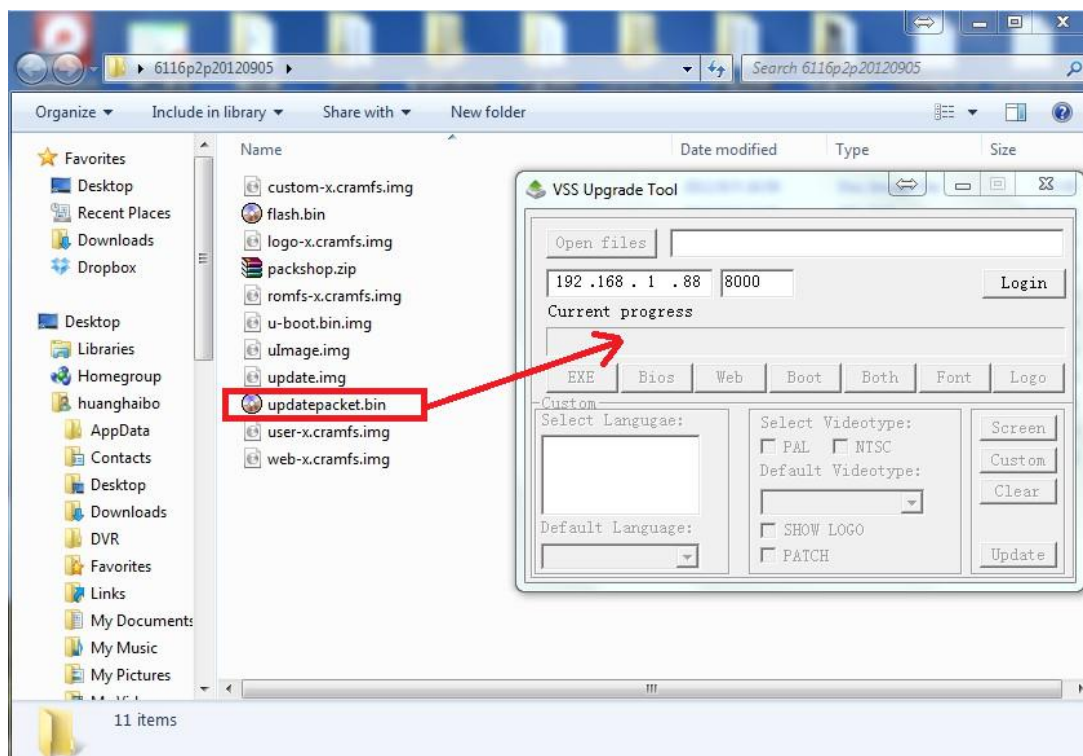 6116p2p20120905
Search 6116p2p20120905
Organize
Include in library
Share with
New folder
Favorites
Desktop
Recent Places
Downloads
Dropbox
Desktop
Libraries
Homegroup
huanghaibo
AppData
Contacts
Desktop
Downloads
DVR
Favorites
Links
My Documents
My Music
My Pictures
Name
Date modified
Type
Size
custom-x.cramfs.img
flash.bin
logo-x.cramfs.img
packshop.zip
romfs-x.cramfs.img
u-boot.bin.img
uImage.img
update.img
updatepacket.bin
user-x.cramfs.img
web-x.cramfs.img
VSS Upgrade Tool
Open files
192 .168 . 1 .88 8000 Login
Current progress
EXE Bios Web Boot Both Font Logo
Custom
Select Langugae:
Default Language:
Select Videotype:
PAL NTSC
Default Videotype:
SHOW LOGO
PATCH
Screen
Custom
Clear
Update
11 items